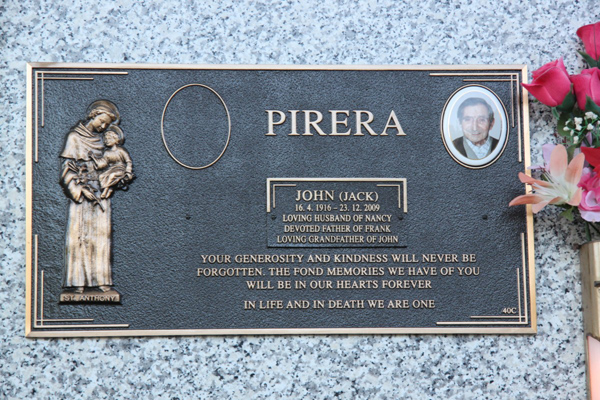 PIRERA
JOHN (JACK)
16. 4. 1916 – 23. 12. 2009
LOVING HUSBAND OF NANCY
DEVOTED FATHER OF FRANK
LOVING GRANDFATHER OF JOHN
YOUR GENEROSITY AND KINDNESS WILL NEVER BE
FORGOTTEN. THE FOND MEMORIES WE HAVE OF YOU
WILL BE IN OUR HEARTS FOREVER
IN LIFE AND IN DEATH WE ARE ONE
ST. ANTHONY
40C